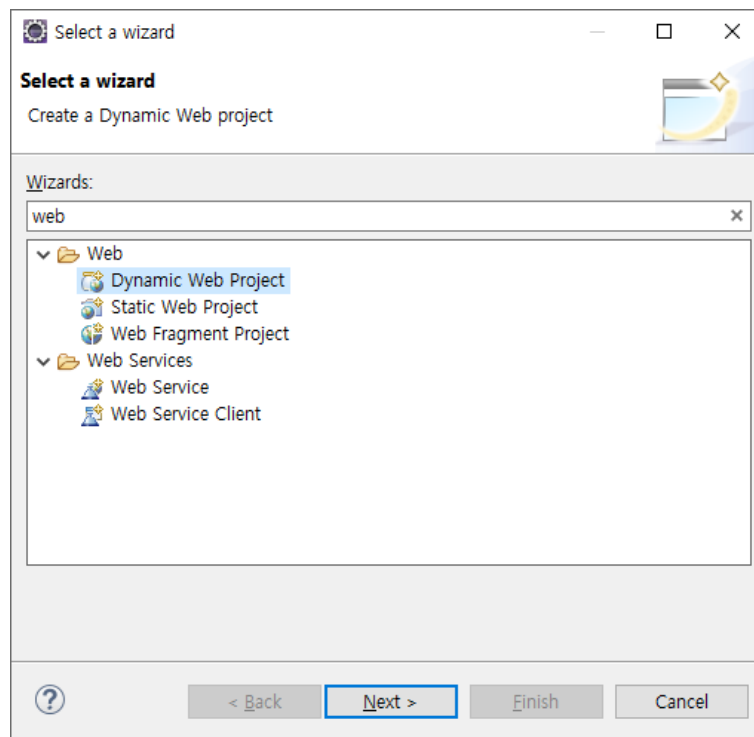 Select a wizard
Select a wizard
Create a Dynamic Web project
Wizards:
web
Web
Dynamic Web Project
Static Web Project
Web Fragment Project
Web Services
Web Service
Web Service Client
? < Back Next > Finish Cancel